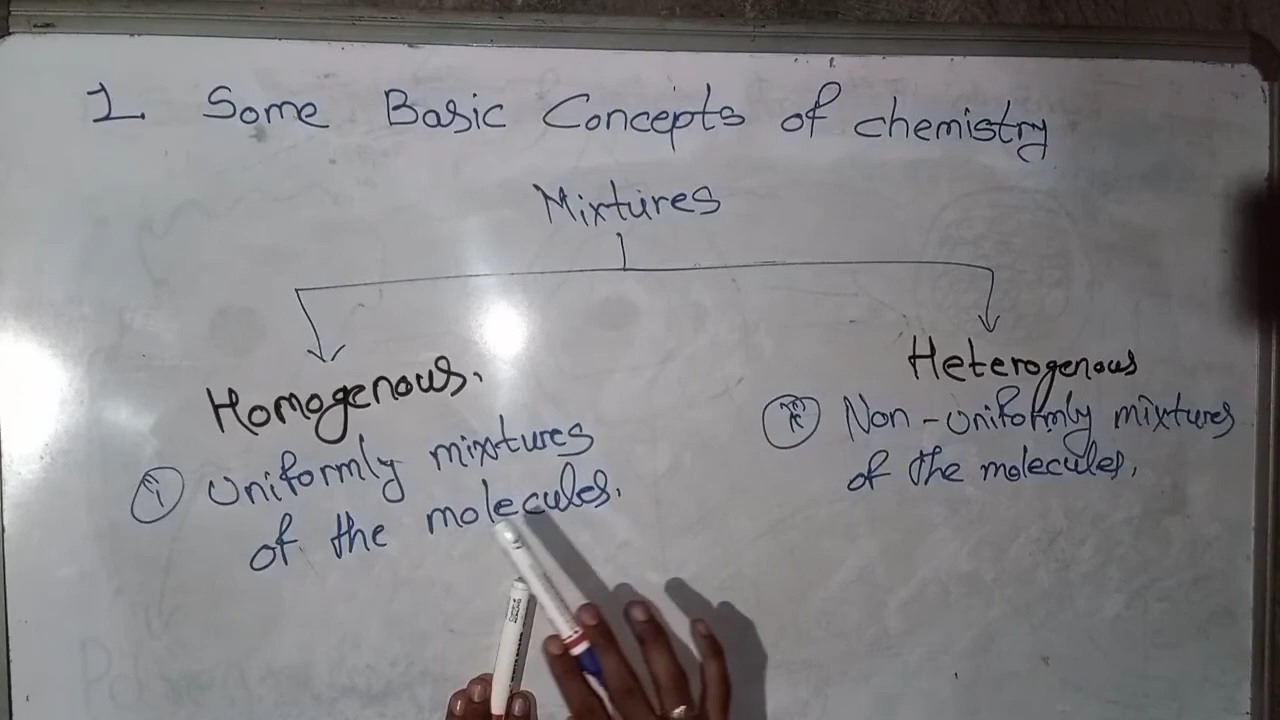 1. Some Basic Concepts of chemistry
Mixtures
Homogenous.
i Uniformly mixtures
of the molecules.
Heterogenous
Non-uniformly mixtures
of the molecules,